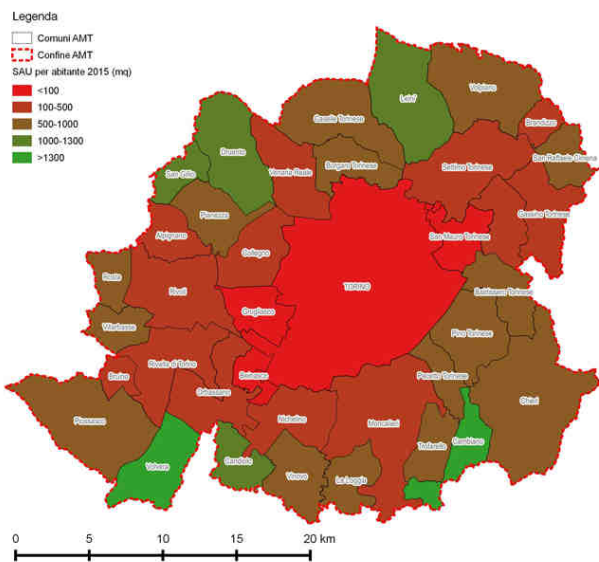 Legenda
Comuni AMT
Confine AMT
SAU per abitante 2015 (mq)
<100
100-500
500-1000
1000-1300
>1300
Volpiano
Leinì
Caselle Torinese
Brandizzo
San Raffaele Cimena
Druento
Borgaro Torinese
Settimo Torinese
Venaria Reale
San Gillio
Pianezza
Gassino Torinese
Alpignano
San Mauro Torinese
Collegno
Rosta
TORINO
Rivoli
Baldissero Torinese
Grugliasco
Villarbasse
Pino Torinese
Rivalta di Torino
Bruino
Beinasco
Pecetto Torinese
Orbassano
Chieri
Piossasco
Nichelino
Moncalieri
Cambiano
Trofarello
Candiolo
Volvera
Vinovo
La Loggia
0 5 10 15 20 km